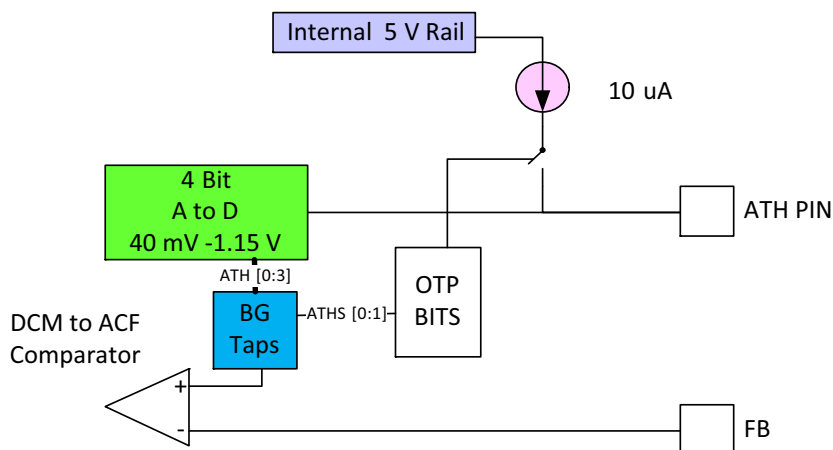 Internal 5 V Rail
10 uA
4 Bit
A to D
40 mV -1.15 V
ATH PIN
ATH [0:3]
OTP
BITS
BG
Taps
ATHS [0:1]
DCM to ACF
Comparator
+
-
FB